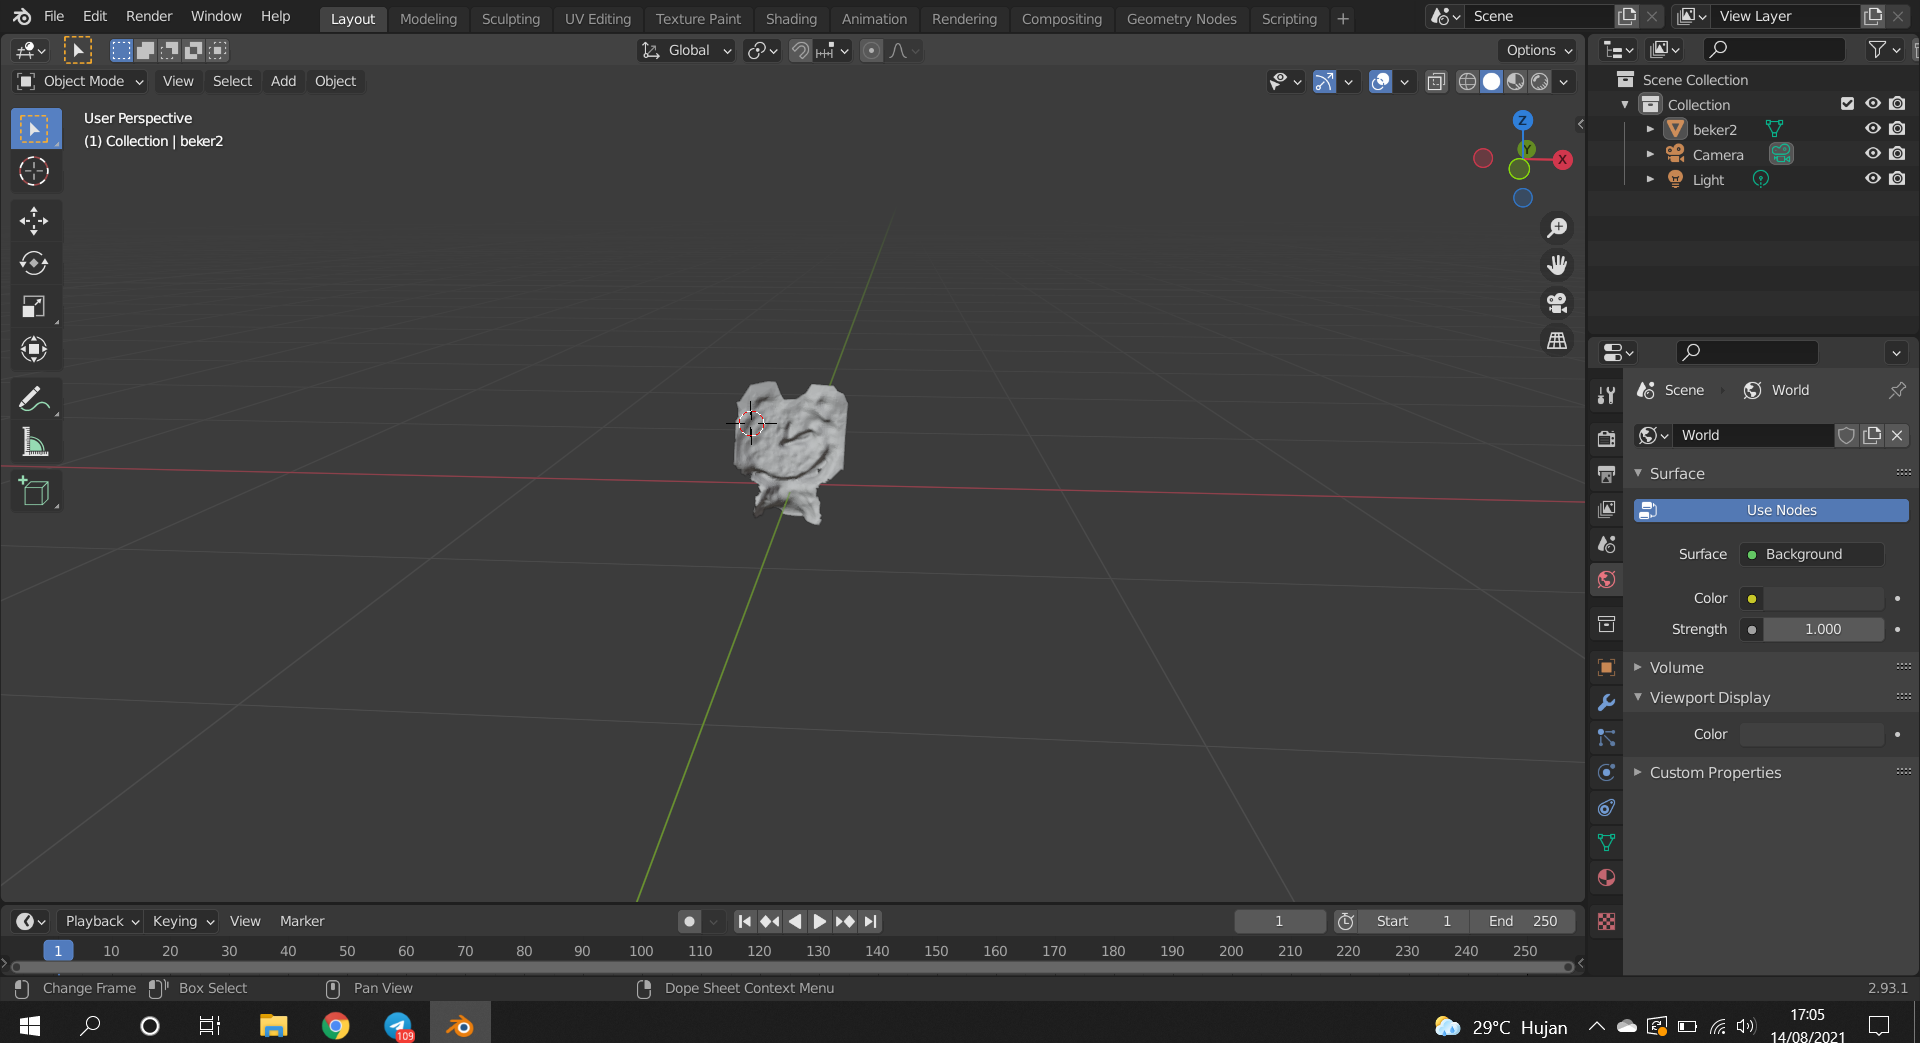 File Edit Render Window Help Layout Modeling Sculpting UV Editing Texture Paint Shading Animation Rendering Compositing Geometry Nodes Scripting + Scene View Layer
Global Options
Object Mode View Select Add Object
User Perspective
(1) Collection | beker2
Z
Y
X
Scene Collection
Collection
beker2
Camera
Light
Scene World
World
Surface
Use Nodes
Surface Background
Color
Strength 1.000
Volume
Viewport Display
Color
Custom Properties
Playback Keying View Marker 1 Start 1 End 250
1 10 20 30 40 50 60 70 80 90 100 110 120 130 140 150 160 170 180 190 200 210 220 230 240 250
Change Frame Box Select Pan View Dope Sheet Context Menu 2.93.1
109
29°C Hujan
17:05
14/08/2021